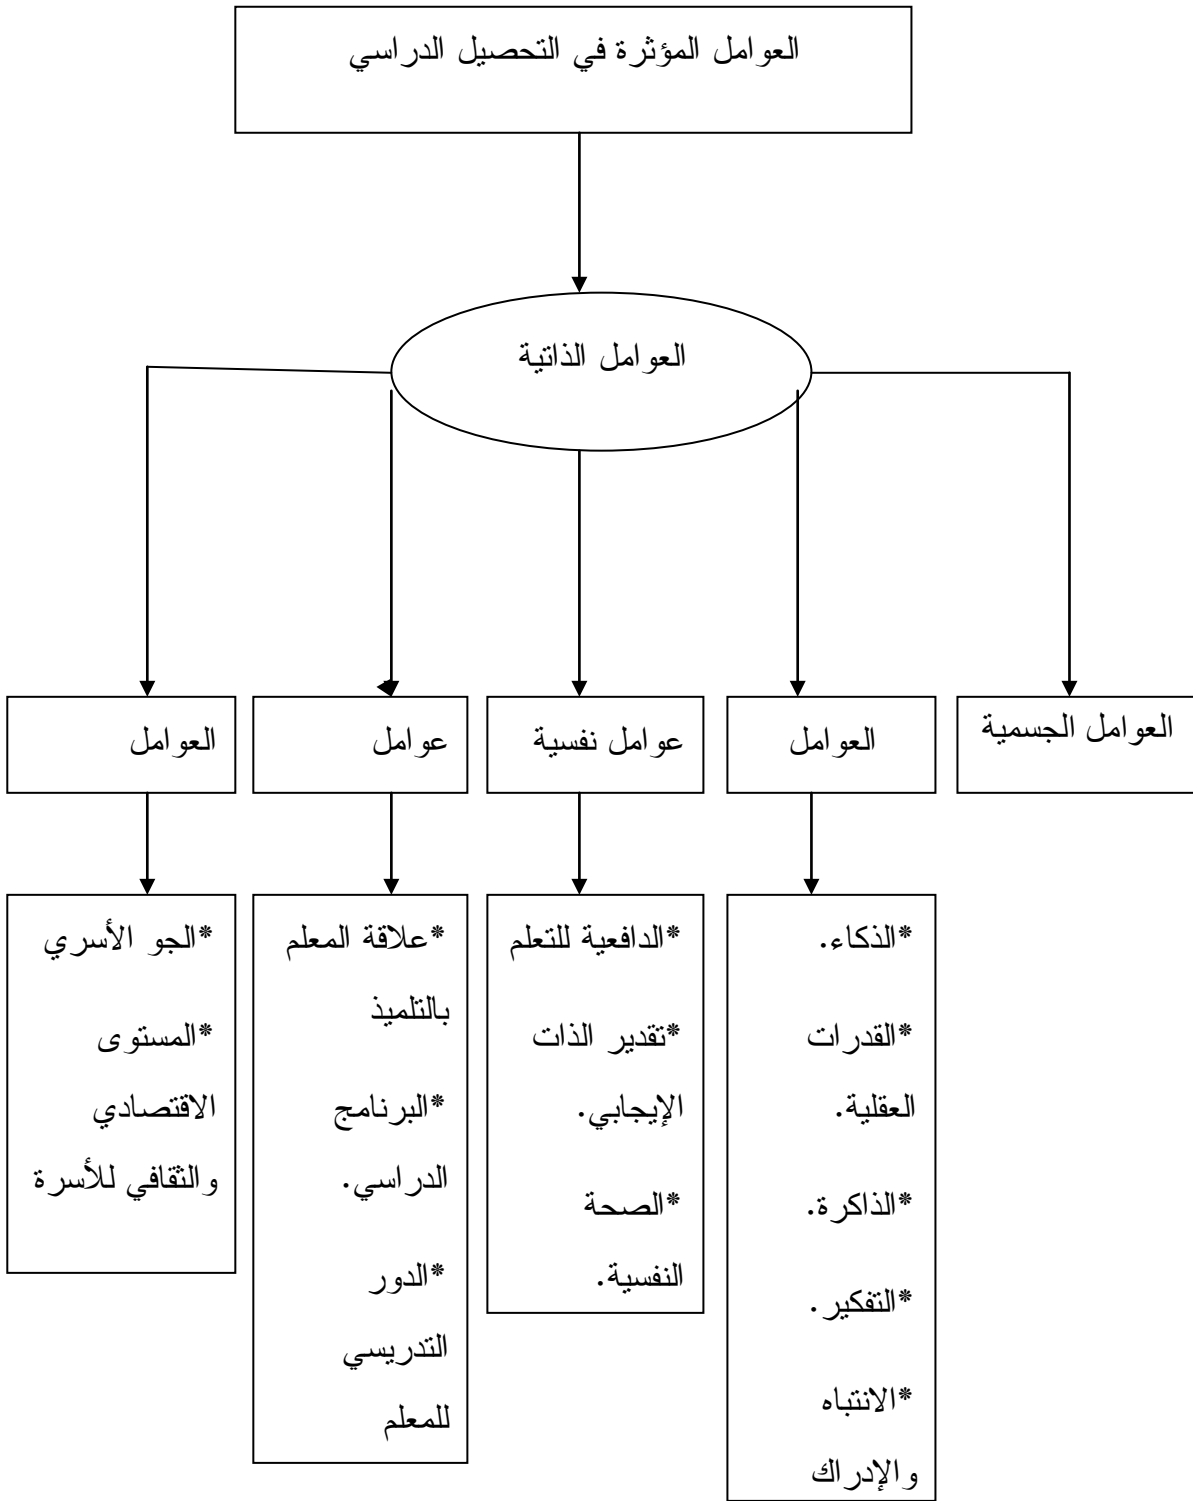 العوامل المؤثرة في التحصيل الدراسي
العوامل الذاتية
العوامل الجسمية
العوامل
عوامل نفسية
عوامل
العوامل
*الذكاء.
*القدرات
العقلية.
*الذاكرة.
*التفكير.
*الانتباه
والإدراك
*الدافعية للتعلم
*تقدير الذات
الإيجابي.
*الصحة
النفسية.
*علاقة المعلم
بالتلميذ
*البرنامج
الدراسي.
*الدور
التدريسي
للمعلم
*الجو الأسري
*المستوى
الاقتصادي
والثقافي للأسرة